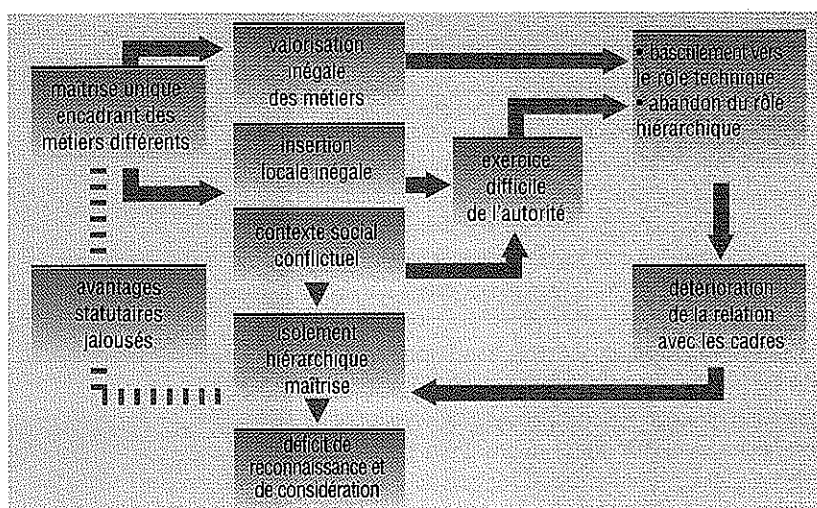 maîtrise unique
encadrant des
métiers différents
valorisation
inégale
des métiers
• basculement vers
le rôle technique
• abandon du rôle
hiérarchique
insertion
locale inégale
exercice
difficile
de l'autorité
contexte social
conflictuel
avantages
statutaires
jalousés
isolement
hiérarchique
maîtrise
détérioration
de la relation
avec les cadres
déficit de
reconnaissance et
de considération